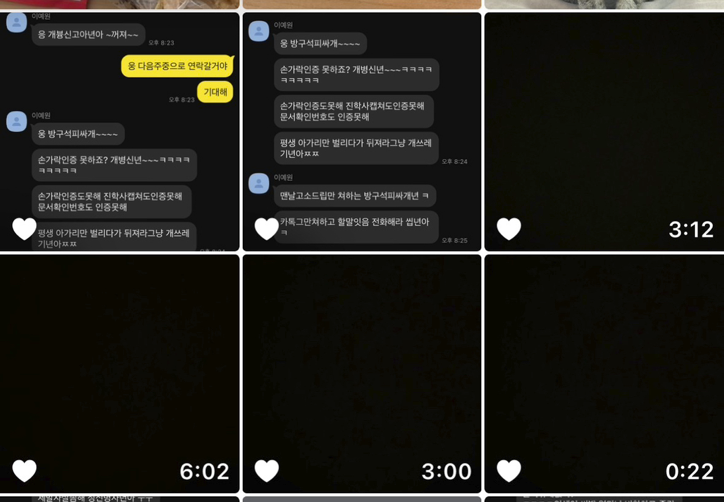 이예원
응 개붕신고아년아 ~꺼져~~
오후 8:23
웅 다음주중으로 연락갈거야
기대해
오후 8:23
이예원
웅 방구석피싸개~~~~
손가락인증 못하죠? 개병신년~~~ㅋㅋㅋㅋ
ㅋㅋㅋㅋㅋㅋ
손가락인증도못해 진학사캡쳐도인증못해
문서확인번호도 인증못해
평생 아가리만 벌리다가 뒤져라그냥 개쓰레
기년아ㅉㅉ
이예원
웅 방구석피싸개~~~~
손가락인증 못하죠? 개병신년~~~ㅋㅋㅋㅋ
ㅋㅋㅋㅋㅋㅋ
손가락인증도못해 진학사캡쳐도인증못해
문서확인번호도 인증못해
평생 아가리만 벌리다가 뒤져라그냥 개쓰레
기년아ㅉㅉ
오후 8:24
이예원
맨날고소드립만 쳐하는 방구석피싸개년 ㅋ
카톡그만쳐하고 할말잇음 전화해라 씹년아
ㅋ
오후 8:25
3:12
6:02
3:00
0:22